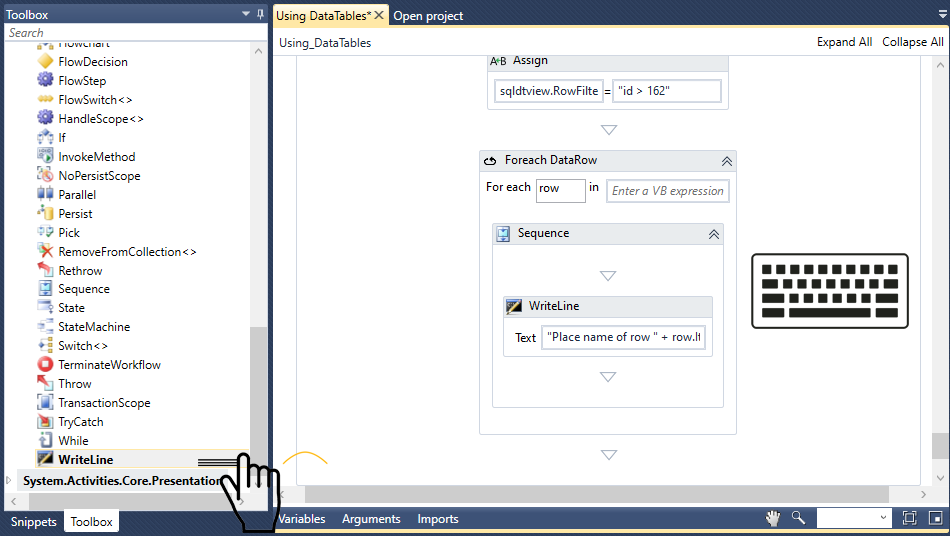 Toolbox
Search
Flowchart
FlowDecision
FlowStep
FlowSwitch<>
HandleScope<>
If
InvokeMethod
NoPersistScope
Parallel
Persist
Pick
RemoveFromCollection<>
Rethrow
Sequence
State
StateMachine
Switch<>
TerminateWorkflow
Throw
TransactionScope
TryCatch
While
WriteLine
System.Activities.Core.Presentation
Snippets Toolbox
Using DataTables* Open project
Using_DataTables Expand All Collapse All
A+B Assign
sqldtview.RowFilte = "id > 162"
Foreach DataRow
For each row in Enter a VB expression
Sequence
WriteLine
Text "Place name of row " + row.It
Variables Arguments Imports